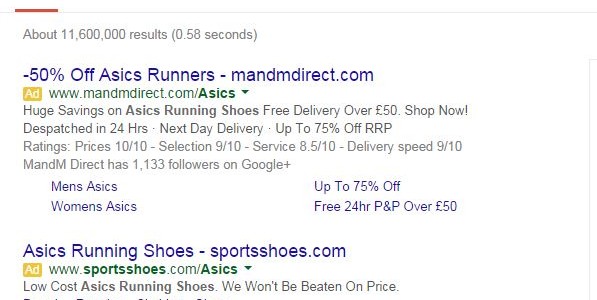 About 11,600,000 results (0.58 seconds)
-50% Off Asics Runners - mandmdirect.com
Ad www.mandmdirect.com/Asics
Huge Savings on Asics Running Shoes Free Delivery Over £50. Shop Now!
Despatched in 24 Hrs · Next Day Delivery · Up To 75% Off RRP
Ratings: Prices 10/10 - Selection 9/10 - Service 8.5/10 - Delivery speed 9/10
MandM Direct has 1,133 followers on Google+
Mens Asics Up To 75% Off
Womens Asics Free 24hr P&P Over £50
Asics Running Shoes - sportsshoes.com
Ad www.sportsshoes.com/Asics
Low Cost Asics Running Shoes. We Won't Be Beaten On Price.